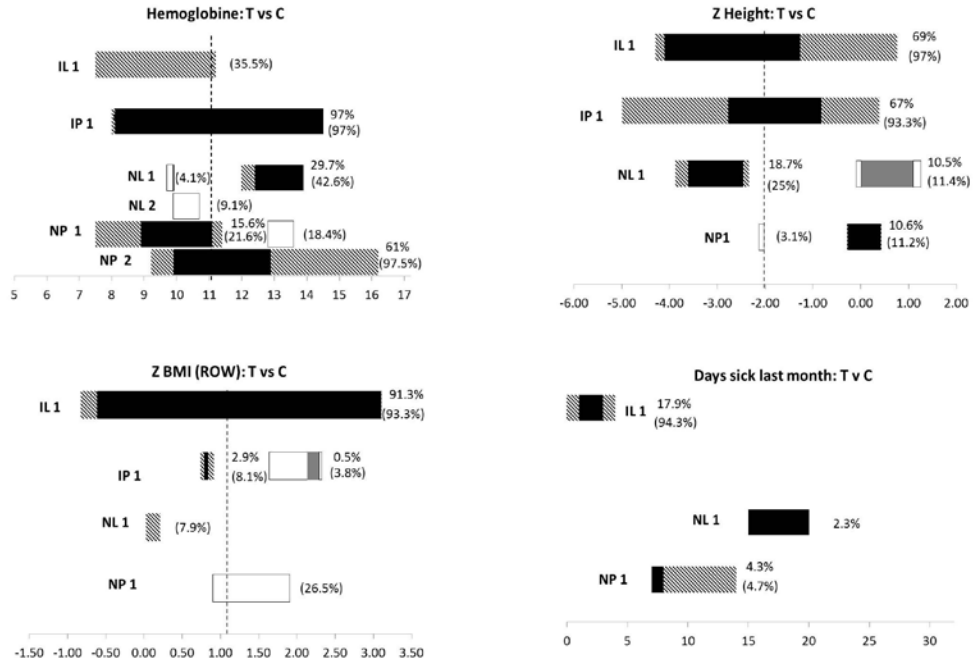 Hemoglobine: T vs C
IL 1
(35.5%)
IP 1
97%
(97%)
NL 1
(4.1%)
29.7%
(42.6%)
NL 2
(9.1%)
NP 1
15.6%
(21.6%)
(18.4%)
NP 2
61%
(97.5%)
5 6 7 8 9 10 11 12 13 14 15 16 17
Z Height: T vs C
IL 1
69%
(97%)
IP 1
67%
(93.3%)
NL 1
18.7%
(25%)
10.5%
(11.4%)
NP1
(3.1%)
10.6%
(11.2%)
-6.00 -5.00 -4.00 -3.00 -2.00 -1.00 0.00 1.00 2.00
Z BMI (ROW): T vs C
IL 1
91.3%
(93.3%)
IP 1
2.9%
(8.1%)
0.5%
(3.8%)
NL 1
(7.9%)
NP 1
(26.5%)
-1.50 -1.00 -0.50 0.00 0.50 1.00 1.50 2.00 2.50 3.00 3.50
Days sick last month: T v C
IL 1
17.9%
(94.3%)
NL 1
2.3%
NP 1
4.3%
(4.7%)
0 5 10 15 20 25 30